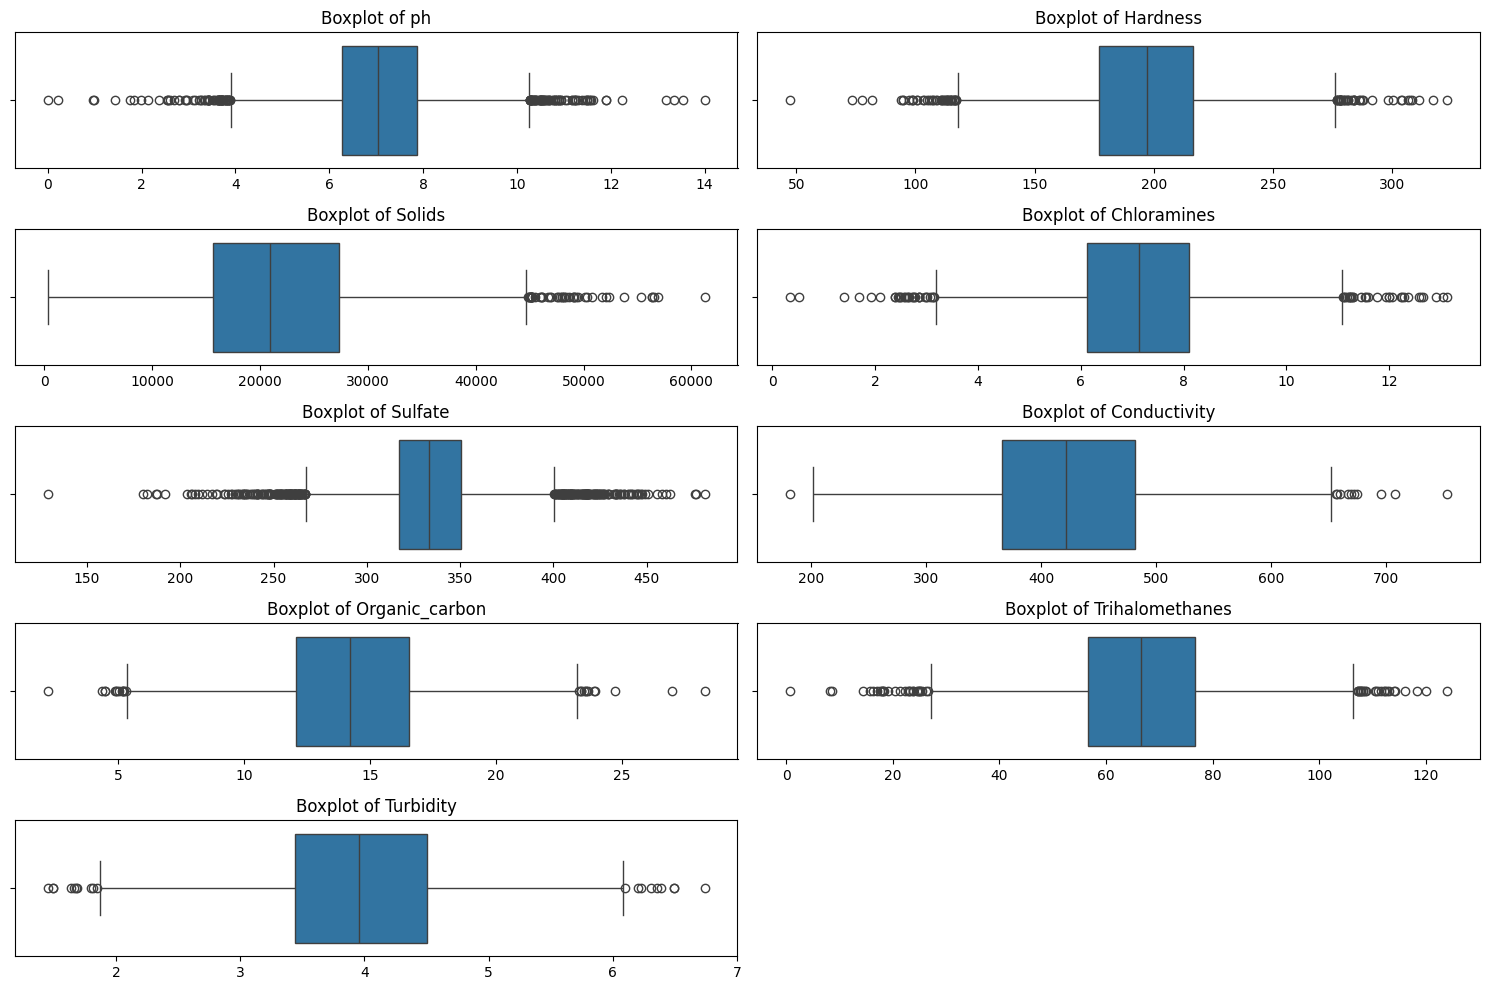 Boxplot of ph
0 2 4 6 8 10 12 14
Boxplot of Hardness
50 100 150 200 250 300
Boxplot of Solids
0 10000 20000 30000 40000 50000 60000
Boxplot of Chloramines
0 2 4 6 8 10 12
Boxplot of Sulfate
150 200 250 300 350 400 450
Boxplot of Conductivity
200 300 400 500 600 700
Boxplot of Organic_carbon
5 10 15 20 25
Boxplot of Trihalomethanes
0 20 40 60 80 100 120
Boxplot of Turbidity
2 3 4 5 6 7